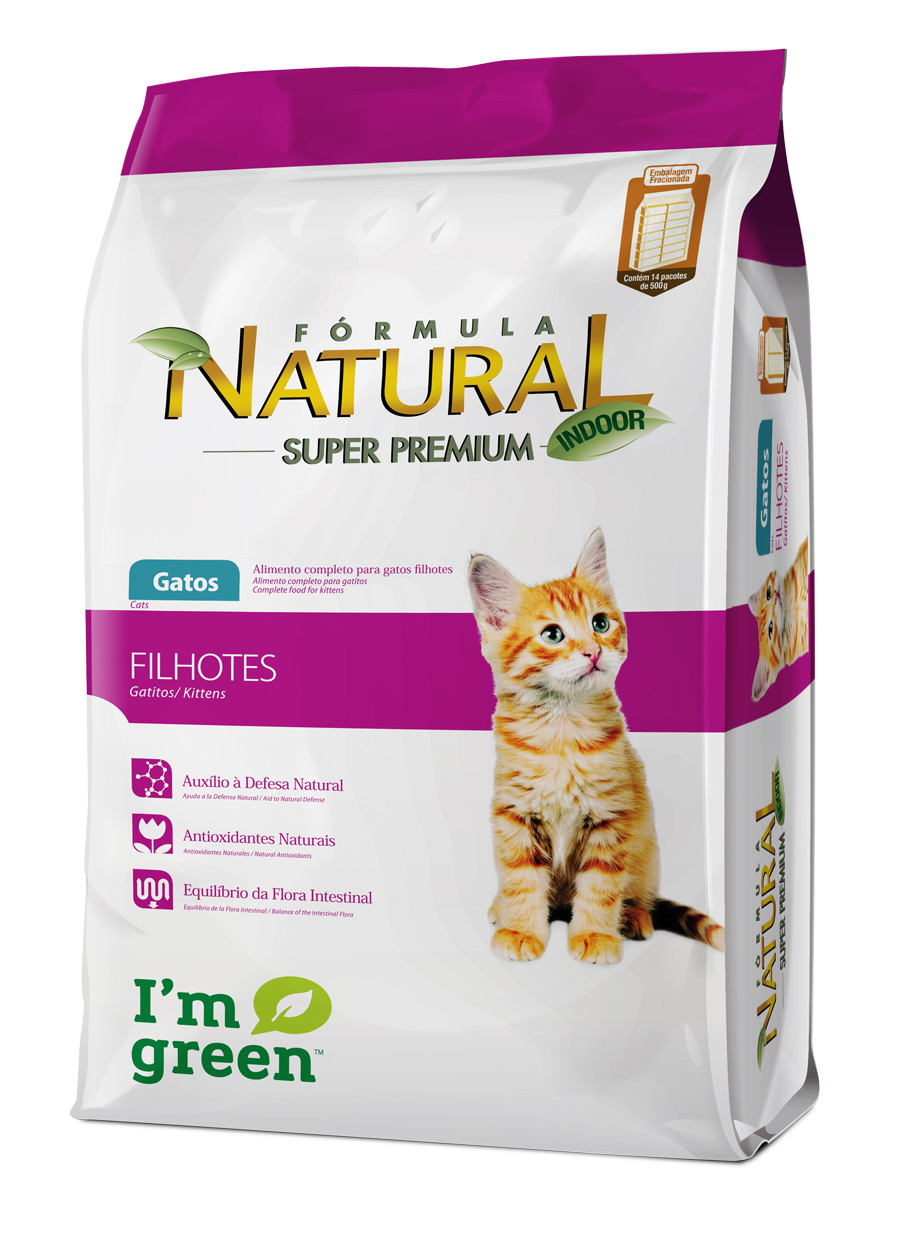 Embalagem
Fracionada
Contém 14 pacotes
de 500g
FÓRMULA
NATURAL
SUPER PREMIUM
INDOOR
Gatos
Cats
Alimento completo para gatos filhotes
Alimento completo para gatitos
Complete food for kittens
FILHOTES
Gatitos/ Kittens
Auxílio à Defesa Natural
Ayuda a la Defensa Natural / Aid to Natural Defense
Antioxidantes Naturais
Antioxidantes Naturales / Natural Antioxidants
Equilíbrio da Flora Intestinal
Equilibrio de la Flora Intestinal / Balance of the Intestinal Flora
I'm
green™
Gatos
Cats
FILHOTES
Gatitos/ Kittens
FÓRMULA
NATURAL
SUPER PREMIUM
INDOOR